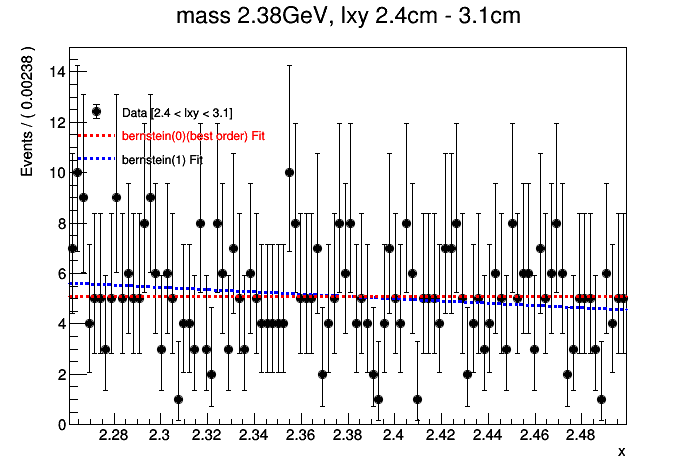 mass 2.38GeV, lxy 2.4cm - 3.1cm
Events / ( 0.00238 )
14
12
10
8
6
4
2
0
Data [2.4 < lxy < 3.1]
bernstein(0)(best order) Fit
bernstein(1) Fit
2.28 2.3 2.32 2.34 2.36 2.38 2.4 2.42 2.44 2.46 2.48
x